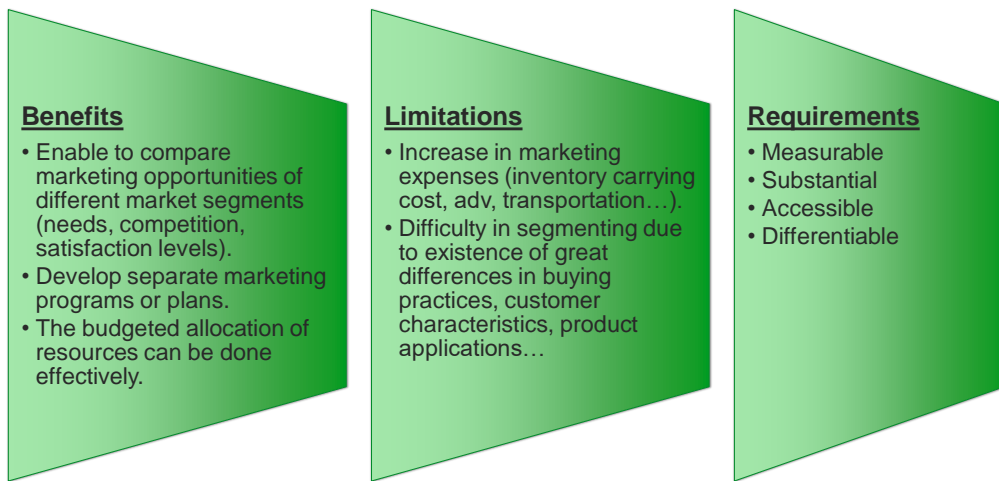 Benefits
• Enable to compare
marketing opportunities of
different market segments
(needs, competition,
satisfaction levels).
• Develop separate marketing
programs or plans.
• The budgeted allocation of
resources can be done
effectively.
Limitations
• Increase in marketing
expenses (inventory carrying
cost, adv, transportation…).
• Difficulty in segmenting due
to existence of great
differences in buying
practices, customer
characteristics, product
applications…
Requirements
• Measurable
• Substantial
• Accessible
• Differentiable